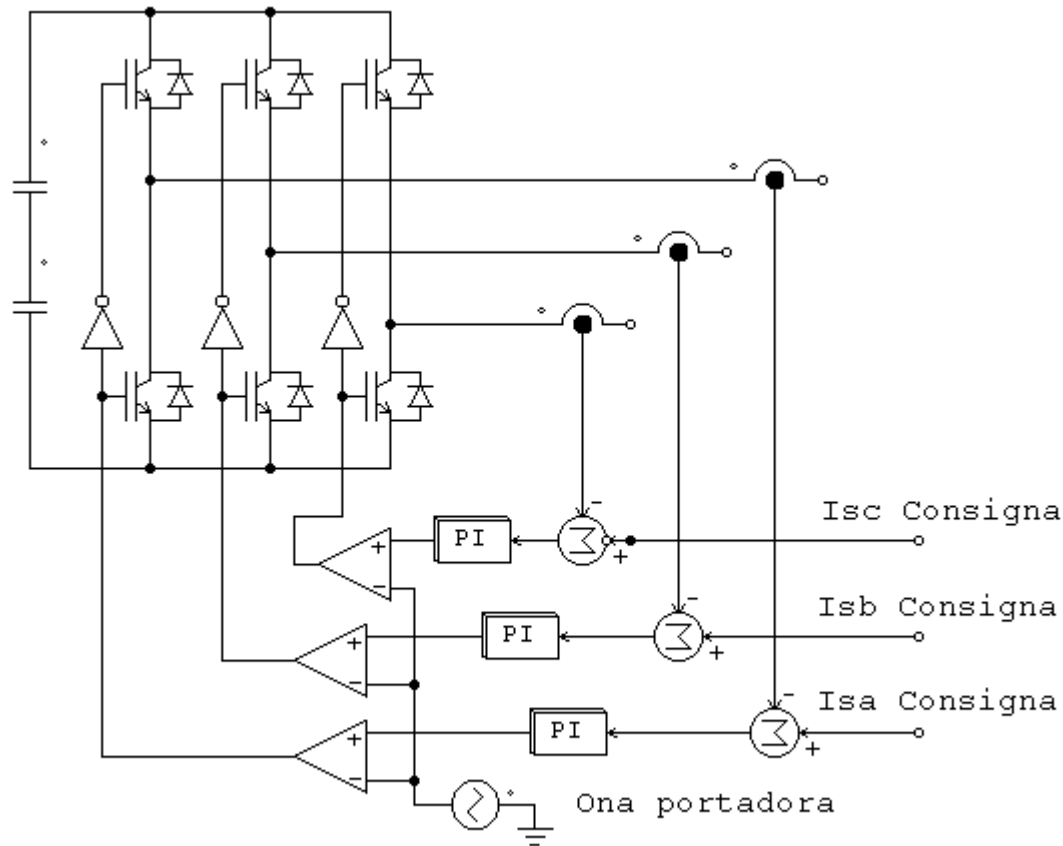 Isc Consigna
PI
Isb Consigna
PI
Isa Consigna
PI
Ona portadora